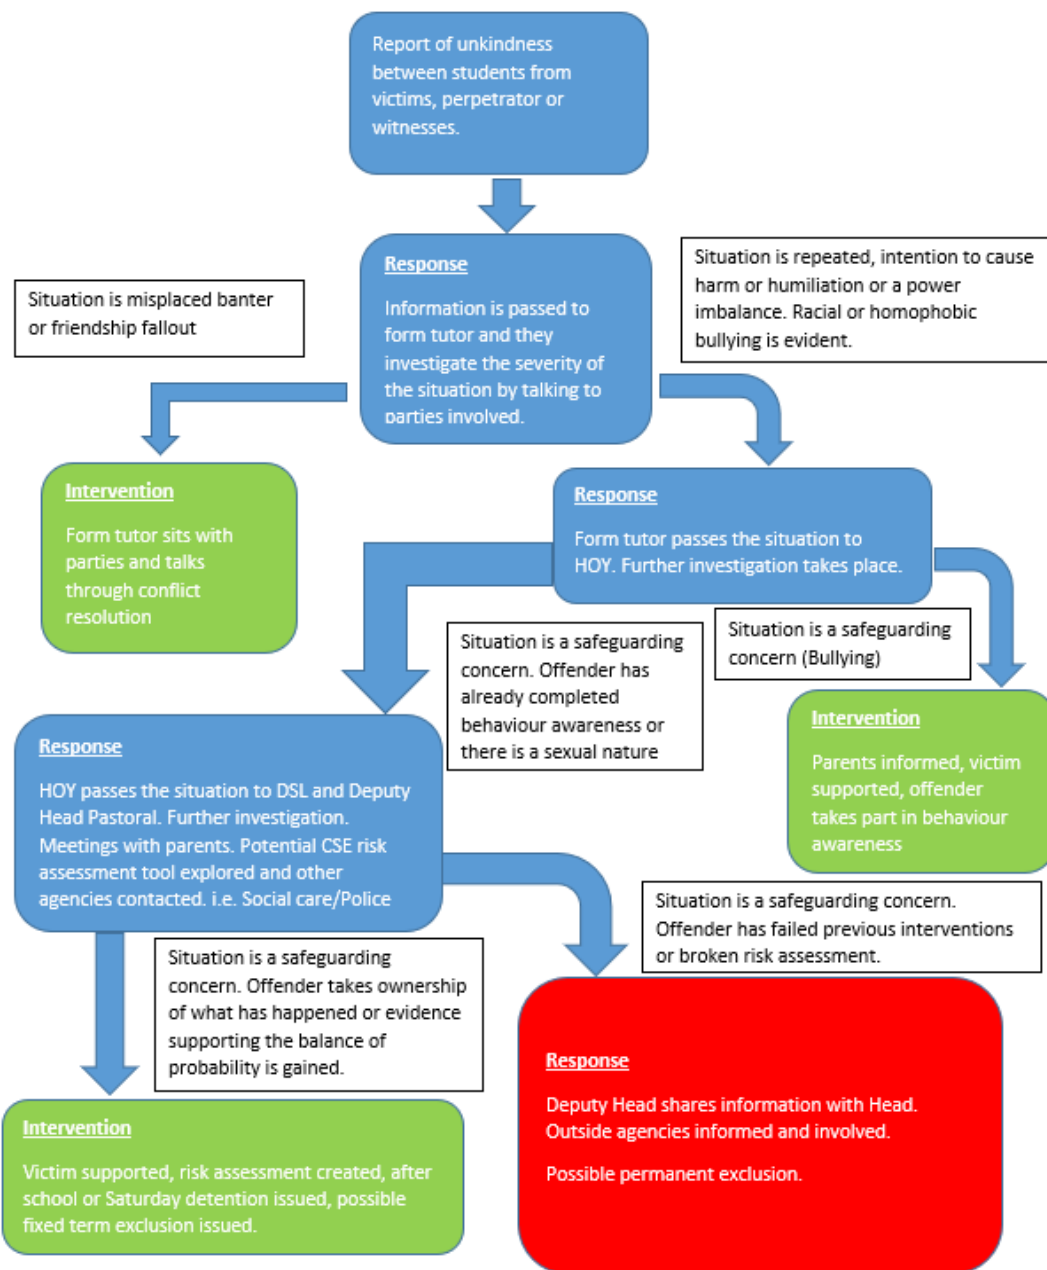 Report of unkindness
between students from
victims, perpetrator or
witnesses.
Response
Information is passed to
form tutor and they
investigate the severity of
the situation by talking to
parties involved.
Situation is misplaced banter
or friendship fallout
Situation is repeated, intention to cause
harm or humiliation or a power
imbalance. Racial or homophobic
bullying is evident.
Intervention
Form tutor sits with
parties and talks
through conflict
resolution
Response
Form tutor passes the situation to
HOY. Further investigation takes place.
Situation is a safeguarding
concern. Offender has
already completed
behaviour awareness or
there is a sexual nature
Situation is a safeguarding
concern (Bullying)
Intervention
Parents informed, victim
supported, offender
takes part in behaviour
awareness
Response
HOY passes the situation to DSL and Deputy
Head Pastoral. Further investigation.
Meetings with parents. Potential CSE risk
assessment tool explored and other
agencies contacted. i.e. Social care/Police
Situation is a safeguarding
concern. Offender takes ownership
of what has happened or evidence
supporting the balance of
probability is gained.
Situation is a safeguarding concern.
Offender has failed previous interventions
or broken risk assessment.
Intervention
Victim supported, risk assessment created, after
school or Saturday detention issued, possible
fixed term exclusion issued.
Response
Deputy Head shares information with Head.
Outside agencies informed and involved.
Possible permanent exclusion.